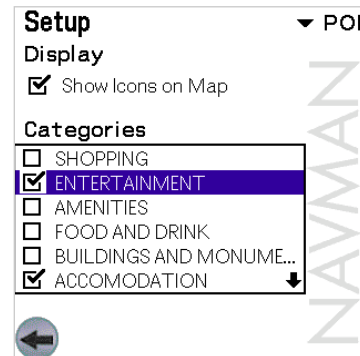 Setup
POI
Display
Show Icons on Map
Categories
SHOPPING
ENTERTAINMENT
AMENITIES
FOOD AND DRINK
BUILDINGS AND MONUME...
ACCOMODATION
NAVMAN